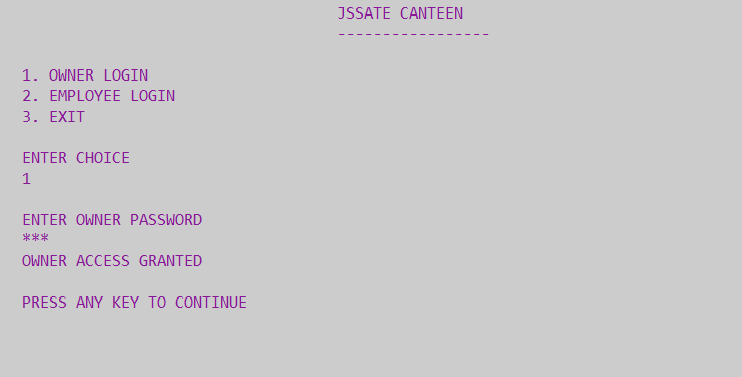 JSSATE CANTEEN
-----------------
1. OWNER LOGIN
2. EMPLOYEE LOGIN
3. EXIT
ENTER CHOICE
1
ENTER OWNER PASSWORD
***
OWNER ACCESS GRANTED
PRESS ANY KEY TO CONTINUE